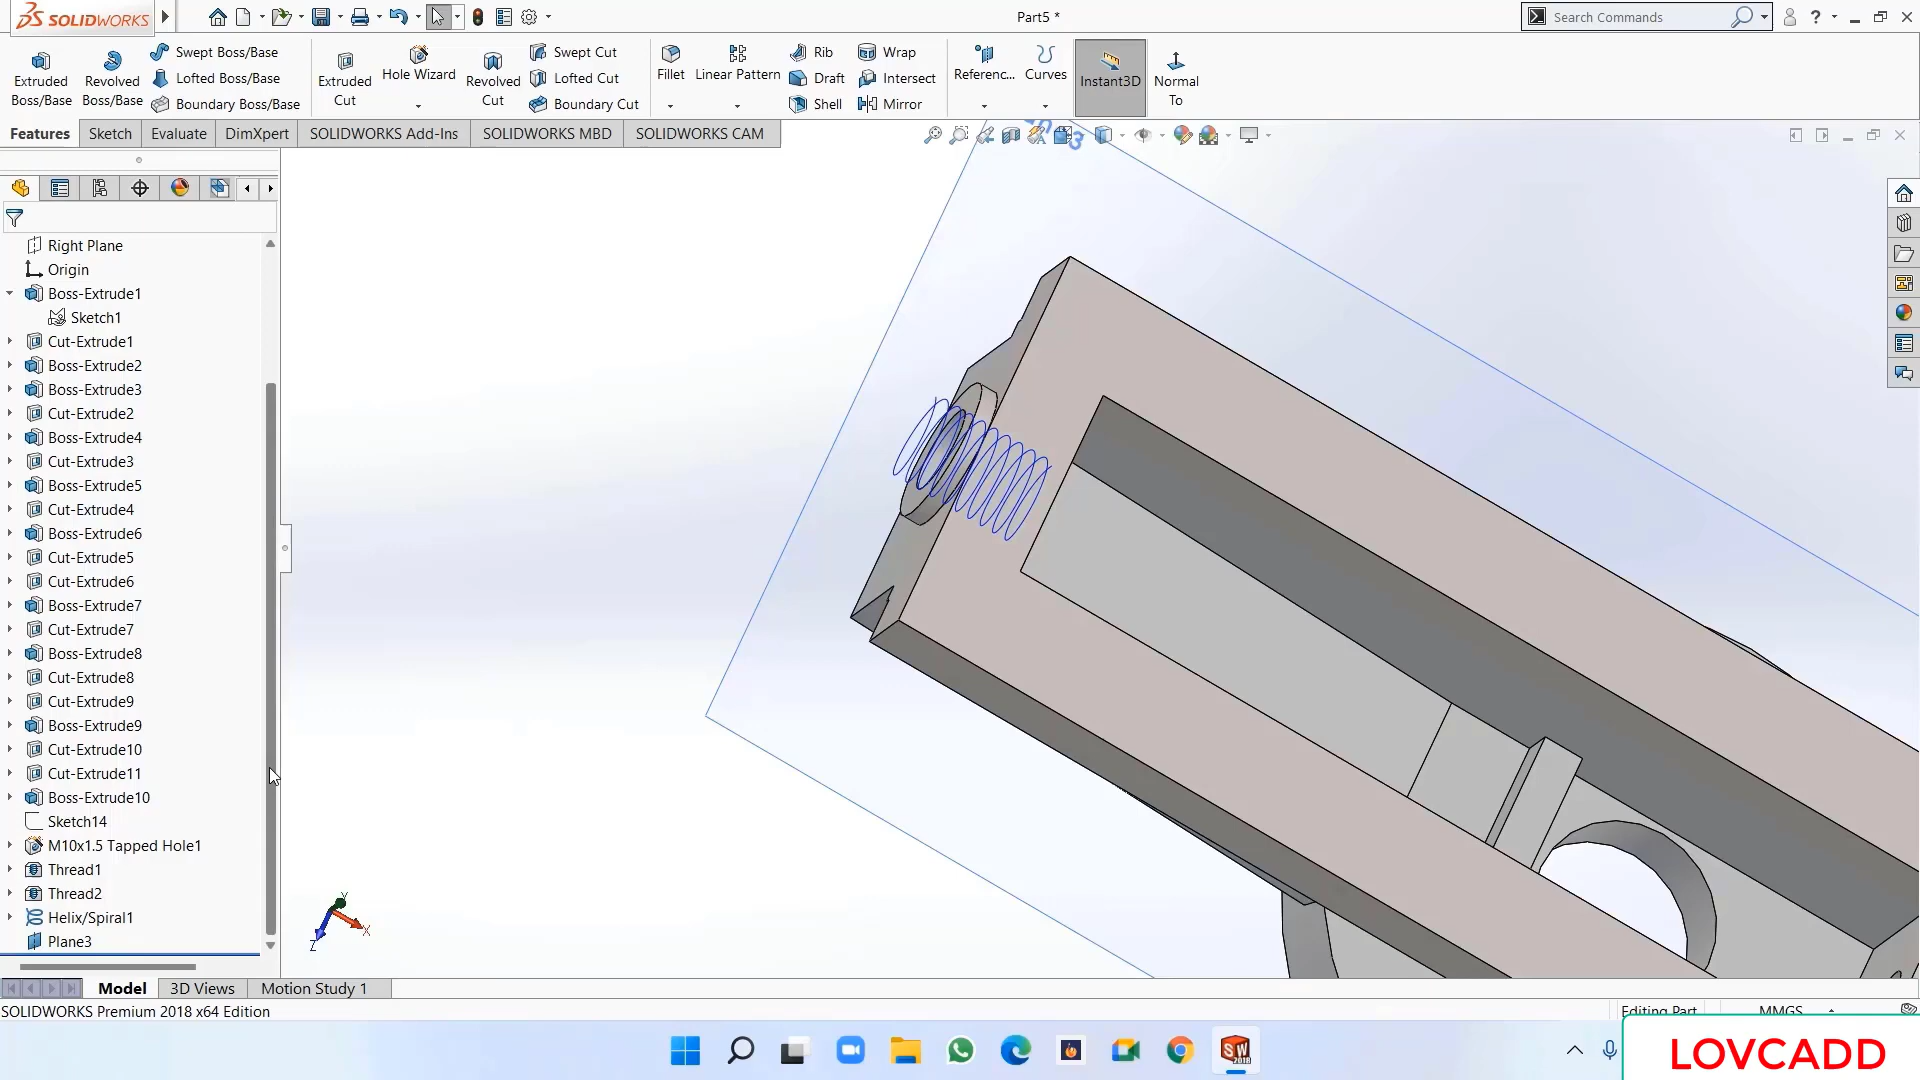 SOLIDWORKS
Part5 *
Search Commands
Extruded Boss/Base
Revolved Boss/Base
Swept Boss/Base
Lofted Boss/Base
Boundary Boss/Base
Extruded Cut
Hole Wizard
Revolved Cut
Swept Cut
Lofted Cut
Boundary Cut
Fillet
Linear Pattern
Rib
Draft
Shell
Wrap
Intersect
Mirror
Referenc...
Curves
Instant3D
Normal To
Features
Sketch
Evaluate
DimXpert
SOLIDWORKS Add-Ins
SOLIDWORKS MBD
SOLIDWORKS CAM
Right Plane
Origin
Boss-Extrude1
Sketch1
Cut-Extrude1
Boss-Extrude2
Boss-Extrude3
Cut-Extrude2
Boss-Extrude4
Cut-Extrude3
Boss-Extrude5
Cut-Extrude4
Boss-Extrude6
Cut-Extrude5
Cut-Extrude6
Boss-Extrude7
Cut-Extrude7
Boss-Extrude8
Cut-Extrude8
Cut-Extrude9
Boss-Extrude9
Cut-Extrude10
Cut-Extrude11
Boss-Extrude10
Sketch14
M10x1.5 Tapped Hole1
Thread1
Thread2
Helix/Spiral1
Plane3
Y
X
Z
Model
3D Views
Motion Study 1
SOLIDWORKS Premium 2018 x64 Edition
Editing Part
MMGS
SW
2018
LOVCADD